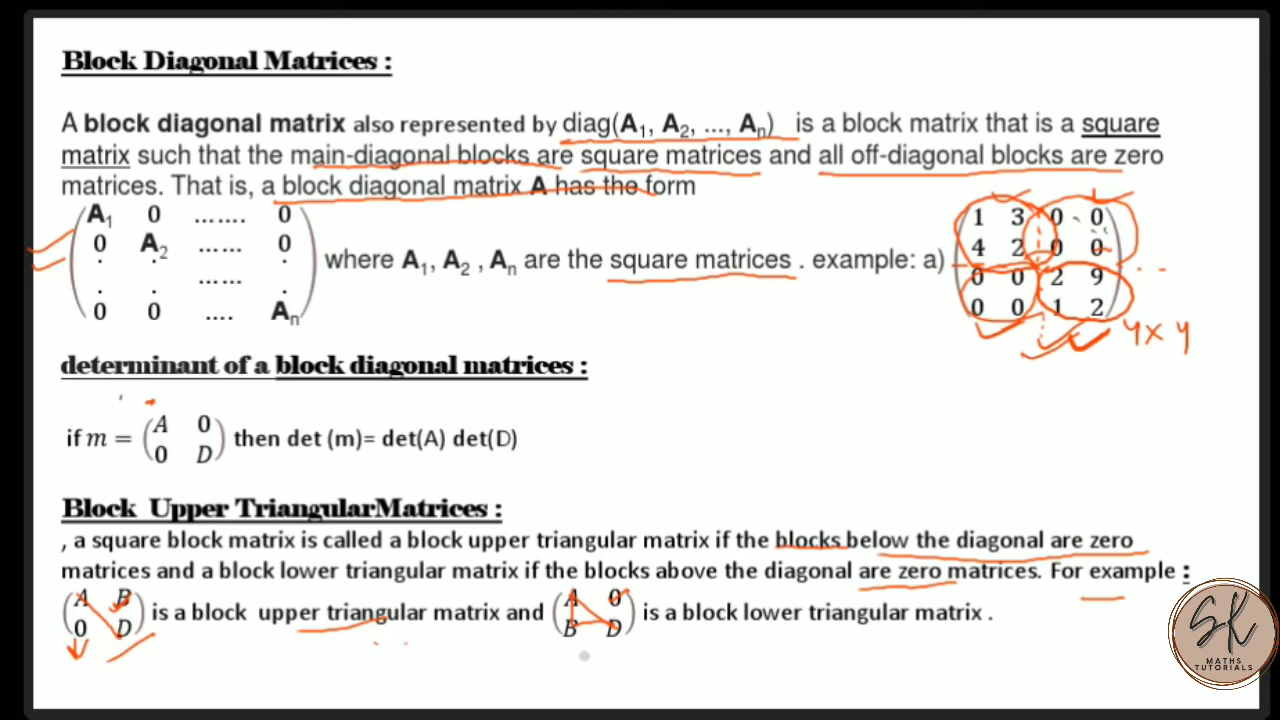 Block Diagonal Matrices :
A block diagonal matrix also represented by diag(A₁, A₂, ..., Aₙ) is a block matrix that is a square
matrix such that the main-diagonal blocks are square matrices and all off-diagonal blocks are zero
matrices. That is, a block diagonal matrix A has the form
A₁ 0 ....... 0
0 A₂ ...... 0
. . ...... .
. . .
0 0 .... Aₙ
where A₁, A₂ , Aₙ are the square matrices . example: a)
1 3 0 0
4 2 0 0
0 0 2 9
0 0 1 2
4 x 4
determinant of a block diagonal matrices :
if m = (A 0
0 D) then det (m)= det(A) det(D)
Block Upper TriangularMatrices :
, a square block matrix is called a block upper triangular matrix if the blocks below the diagonal are zero
matrices and a block lower triangular matrix if the blocks above the diagonal are zero matrices. For example :
(A B
0 D) is a block upper triangular matrix and (A 0
B D) is a block lower triangular matrix .
SK
MATHS
TUTORIALS